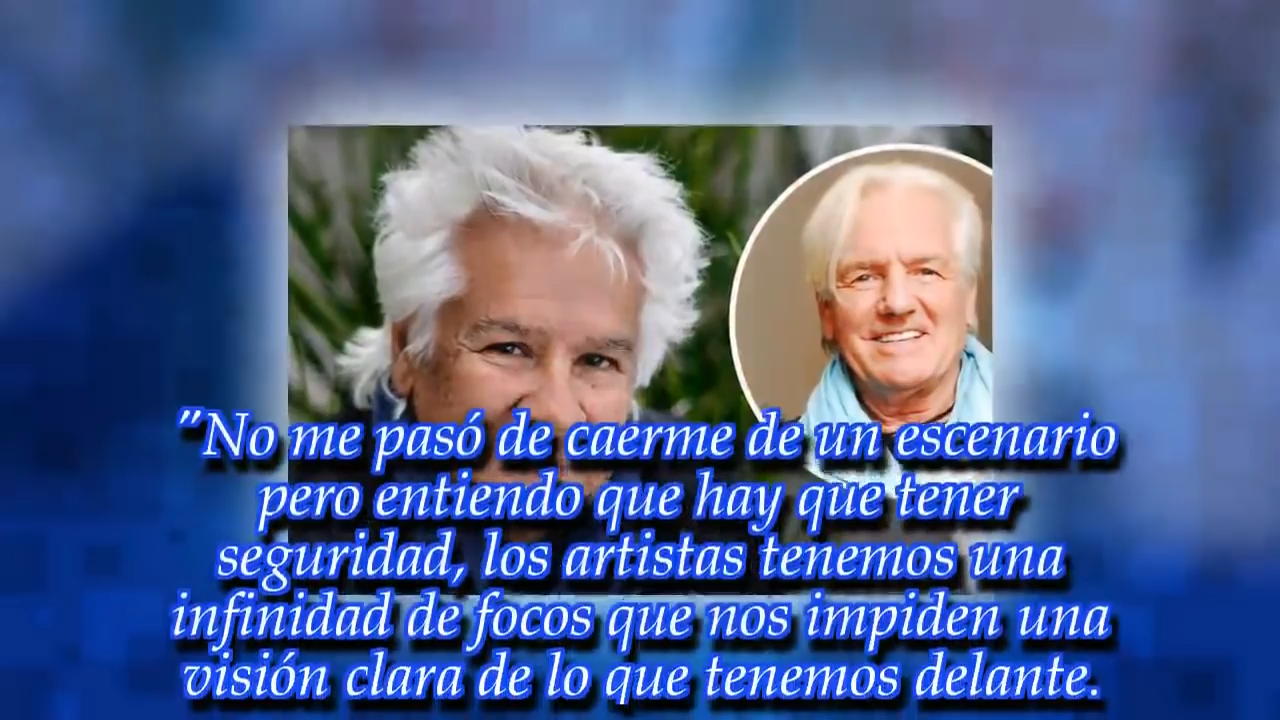 "No me pasó de caerme de un escenario
pero entiendo que hay que tener
seguridad, los artistas tenemos una
infinidad de focos que nos impiden una
visión clara de lo que tenemos delante.